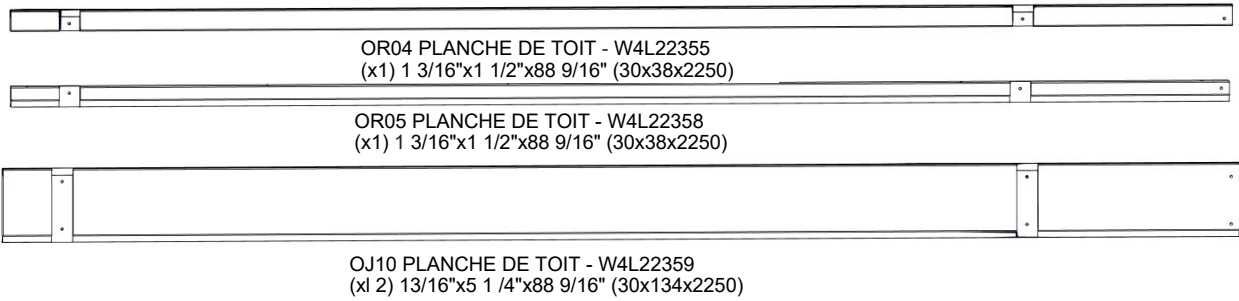 OR04 PLANCHE DE TOIT - W4L22355
(x1) 1 3/16"x1 1/2"x88 9/16" (30x38x2250)
OR05 PLANCHE DE TOIT - W4L22358
(x1) 1 3/16"x1 1/2"x88 9/16" (30x38x2250)
OJ10 PLANCHE DE TOIT - W4L22359
(xl 2) 13/16"x5 1 /4"x88 9/16" (30x134x2250)